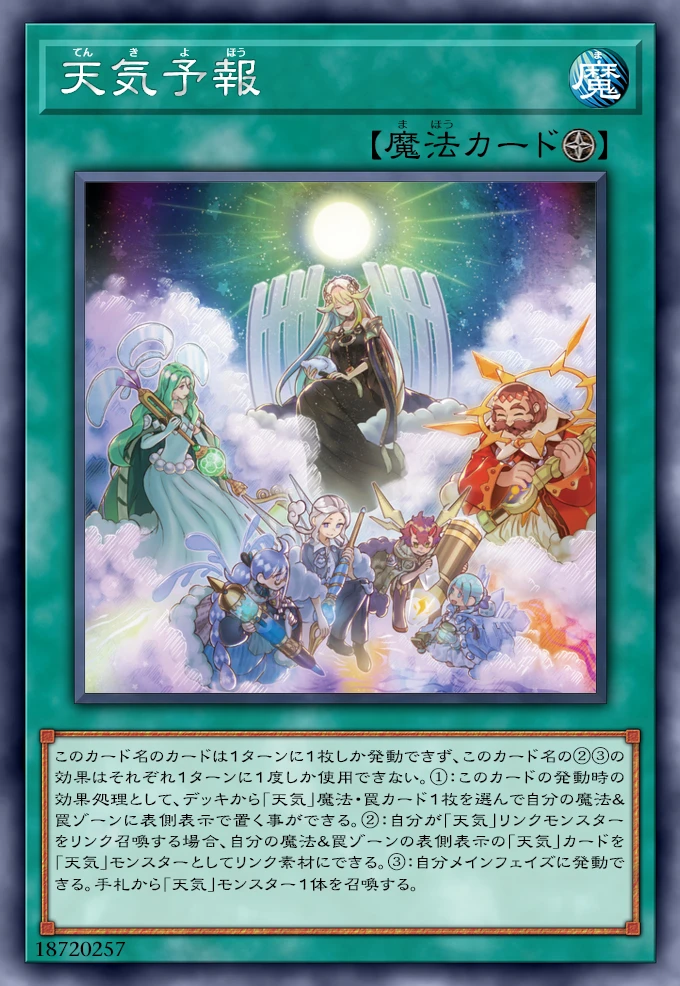 てんきよほう
天気予報
ま
魔
まほう
【魔法カード】
このカード名のカードは1ターンに1枚しか発動できず、このカード名の②③の
効果はそれぞれ1ターンに1度しか使用できない。①:このカードの発動時の
効果処理として、デッキから「天気」魔法・罠カード1枚を選んで自分の魔法&
罠ゾーンに表側表示で置く事ができる。②:自分が「天気」リンクモンスター
をリンク召喚する場合、自分の魔法&罠ゾーンの表側表示の「天気」カードを
「天気」モンスターとしてリンク素材にできる。③:自分メインフェイズに発動で
きる。手札から「天気」モンスター1体を召喚する。
18720257